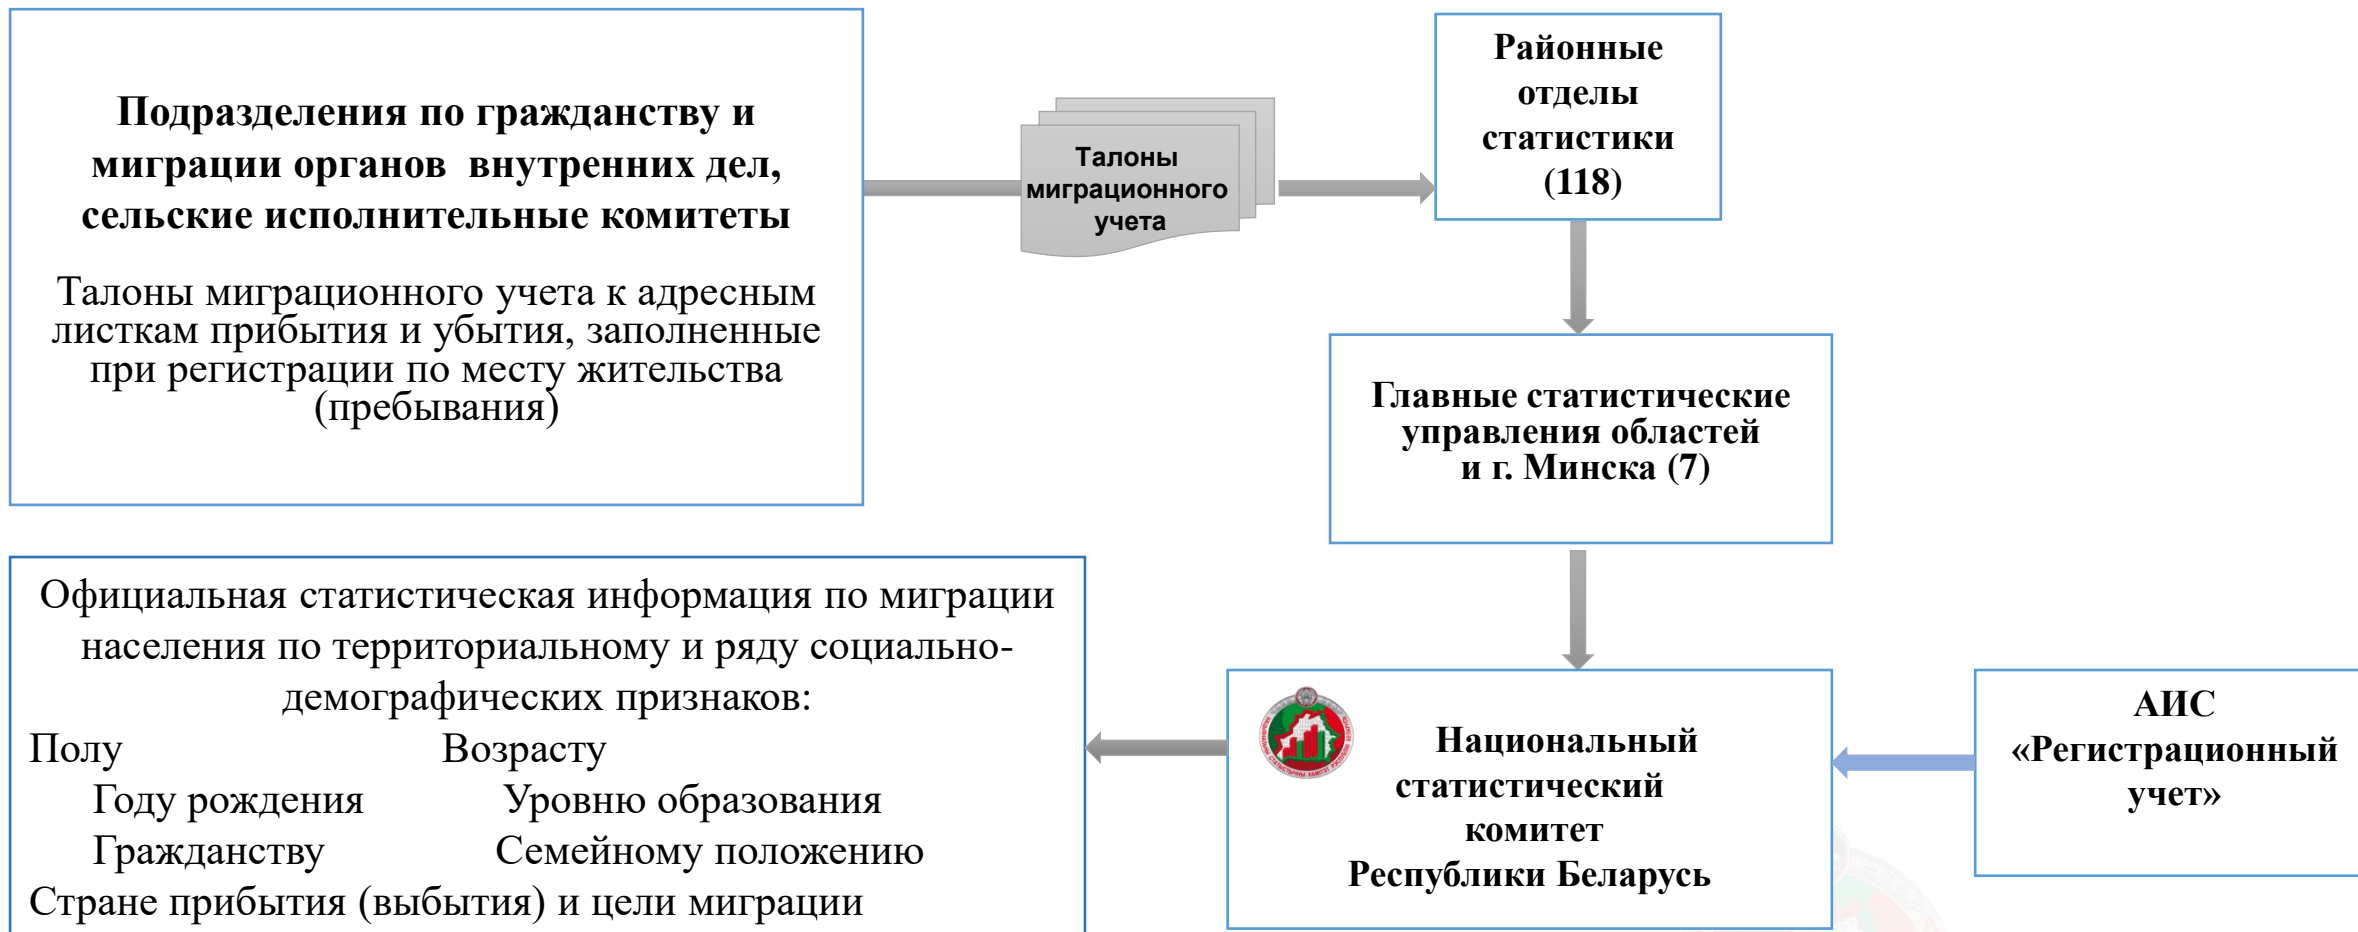 Подразделения по гражданству и
миграции органов внутренних дел,
сельские исполнительные комитеты
Талоны миграционного учета к адресным
листкам прибытия и убытия, заполненные
при регистрации по месту жительства
(пребывания)
Талоны
миграционного
учета
Районные
отделы
статистики
(118)
Главные статистические
управления областей
и г. Минска (7)
Национальный
статистический
комитет
Республики Беларусь
АИС
«Регистрационный
учет»
Официальная статистическая информация по миграции
населения по территориальному и ряду социально-
демографических признаков:
Полу Возрасту
Году рождения Уровню образования
Гражданству Семейному положению
Стране прибытия (выбытия) и цели миграции